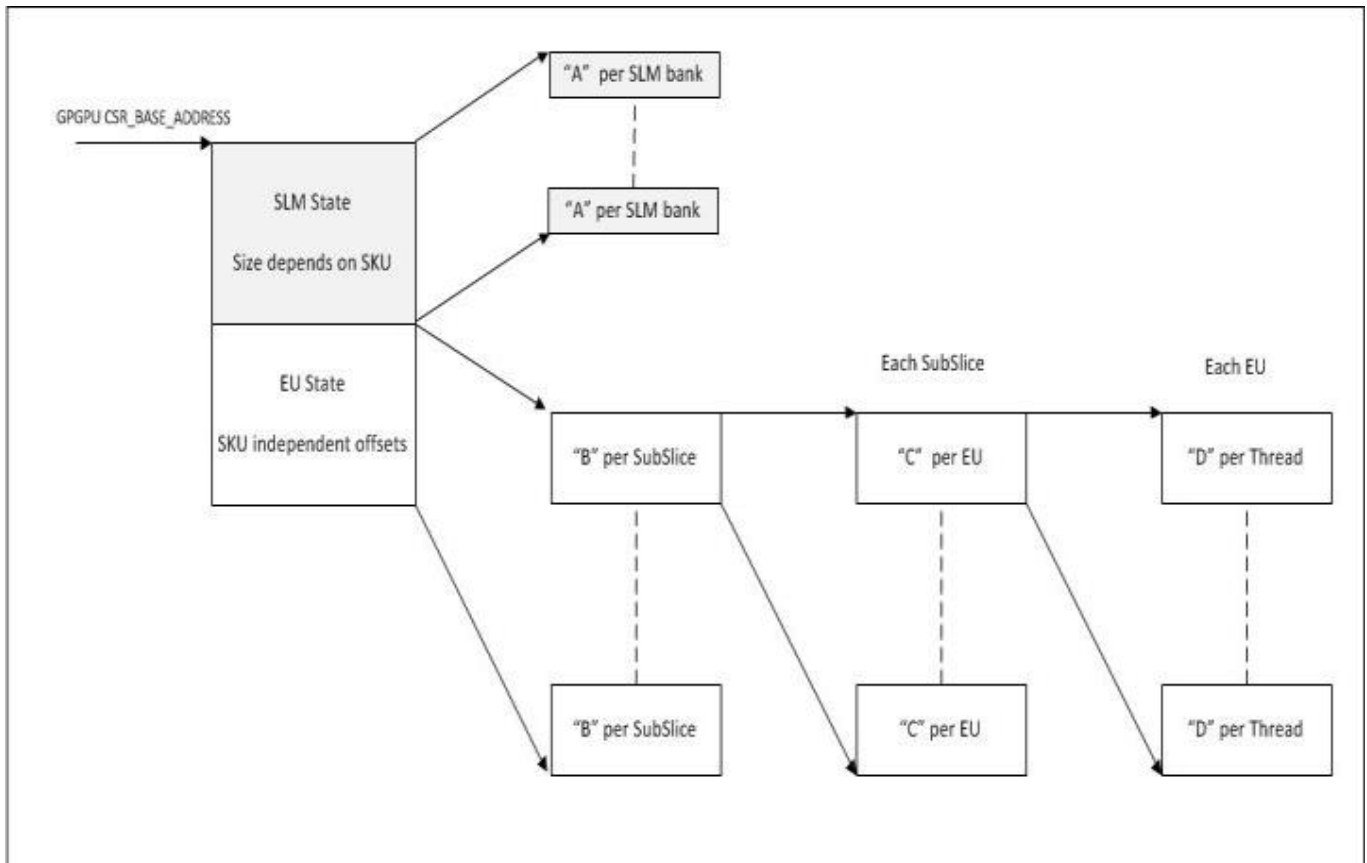 “A” per SLM bank
GPGPU CSR_BASE_ADDRESS
SLM State
Size depends on SKU
“A” per SLM bank
EU State
SKU independent offsets
Each SubSlice
Each EU
“B” per SubSlice
“C” per EU
“D” per Thread
“B” per SubSlice
“C” per EU
“D” per Thread